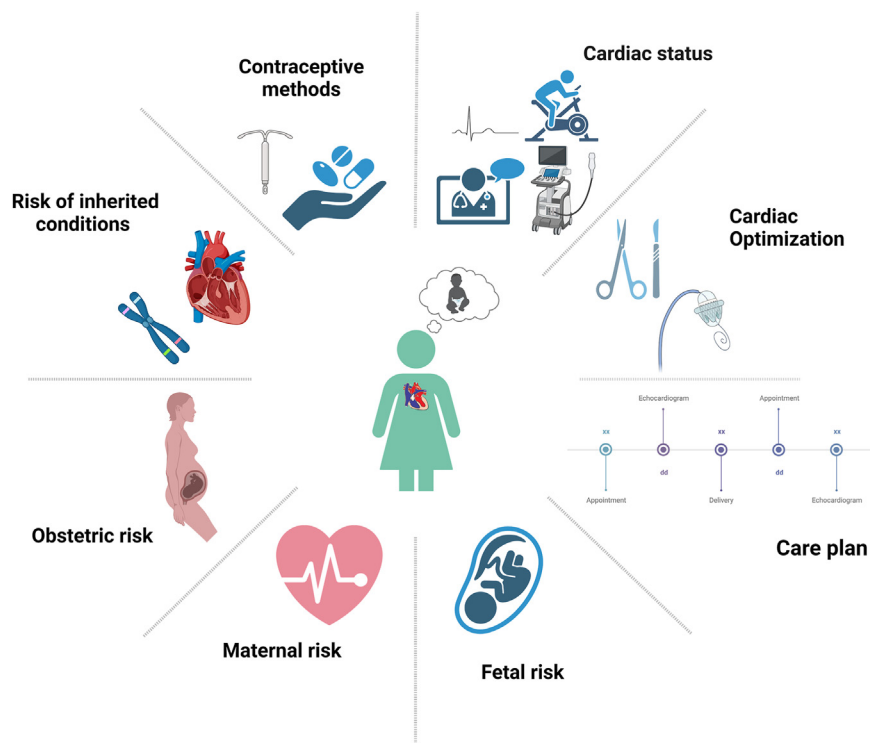 Contraceptive
methods
Cardiac status
Risk of inherited
conditions
Cardiac
Optimization
Echocardiogram
Appointment
xx
xx
xx
dd
dd
Appointment
Delivery
Echocardiogram
Obstetric risk
Care plan
Maternal risk
Fetal risk